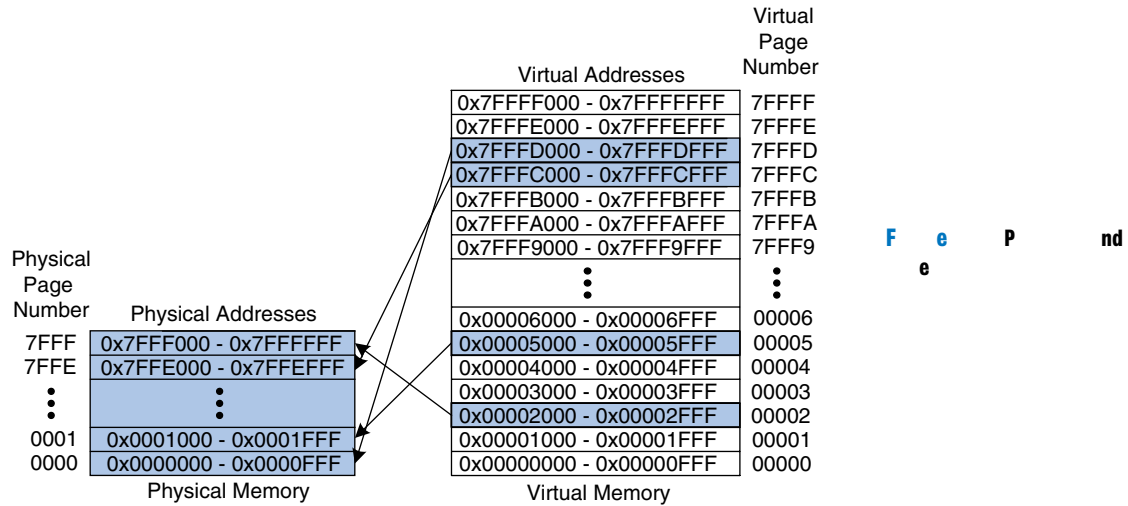 Virtual
Page
Number
Virtual Addresses
0x7FFFF000 - 0x7FFFFFFF 7FFFF
0x7FFFE000 - 0x7FFFEFFF 7FFFE
0x7FFFD000 - 0x7FFFDFFF 7FFFD
0x7FFFC000 - 0x7FFFCFFF 7FFFC
0x7FFFB000 - 0x7FFFBFFF 7FFFB
0x7FFFA000 - 0x7FFFAFFF 7FFFA
0x7FFF9000 - 0x7FFF9FFF 7FFF9
F e P nd
e
Physical
Page
Number
Physical Addresses
7FFF 0x7FFF000 - 0x7FFFFFF
7FFE 0x7FFE000 - 0x7FFEFFF
0001 0x0001000 - 0x0001FFF
0000 0x0000000 - 0x0000FFF
Physical Memory
0x00006000 - 0x00006FFF 00006
0x00005000 - 0x00005FFF 00005
0x00004000 - 0x00004FFF 00004
0x00003000 - 0x00003FFF 00003
0x00002000 - 0x00002FFF 00002
0x00001000 - 0x00001FFF 00001
0x00000000 - 0x00000FFF 00000
Virtual Memory